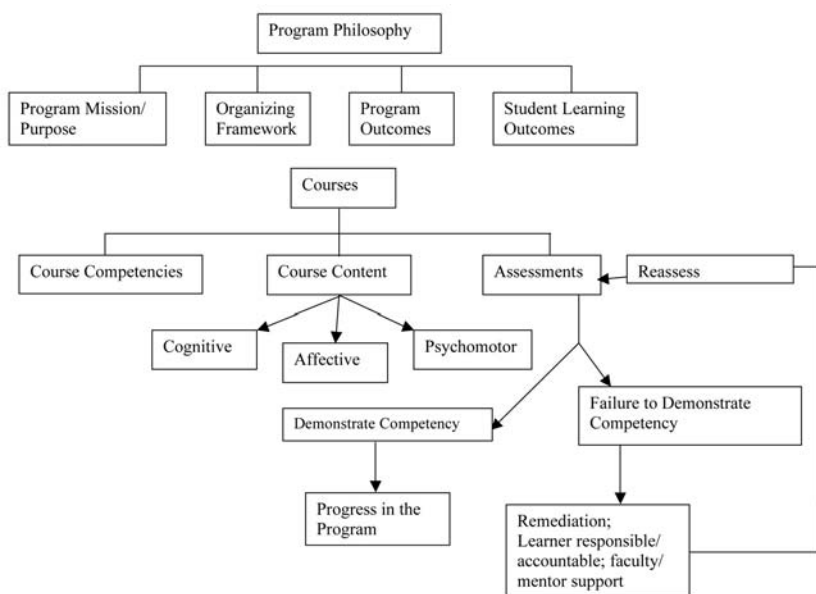 Program Philosophy
Program Mission/
Purpose
Organizing
Framework
Program
Outcomes
Student Learning
Outcomes
Courses
Course Competencies
Course Content
Assessments
Reassess
Cognitive
Affective
Psychomotor
Demonstrate Competency
Failure to Demonstrate
Competency
Progress in the
Program
Remediation;
Learner responsible/
accountable; faculty/
mentor support